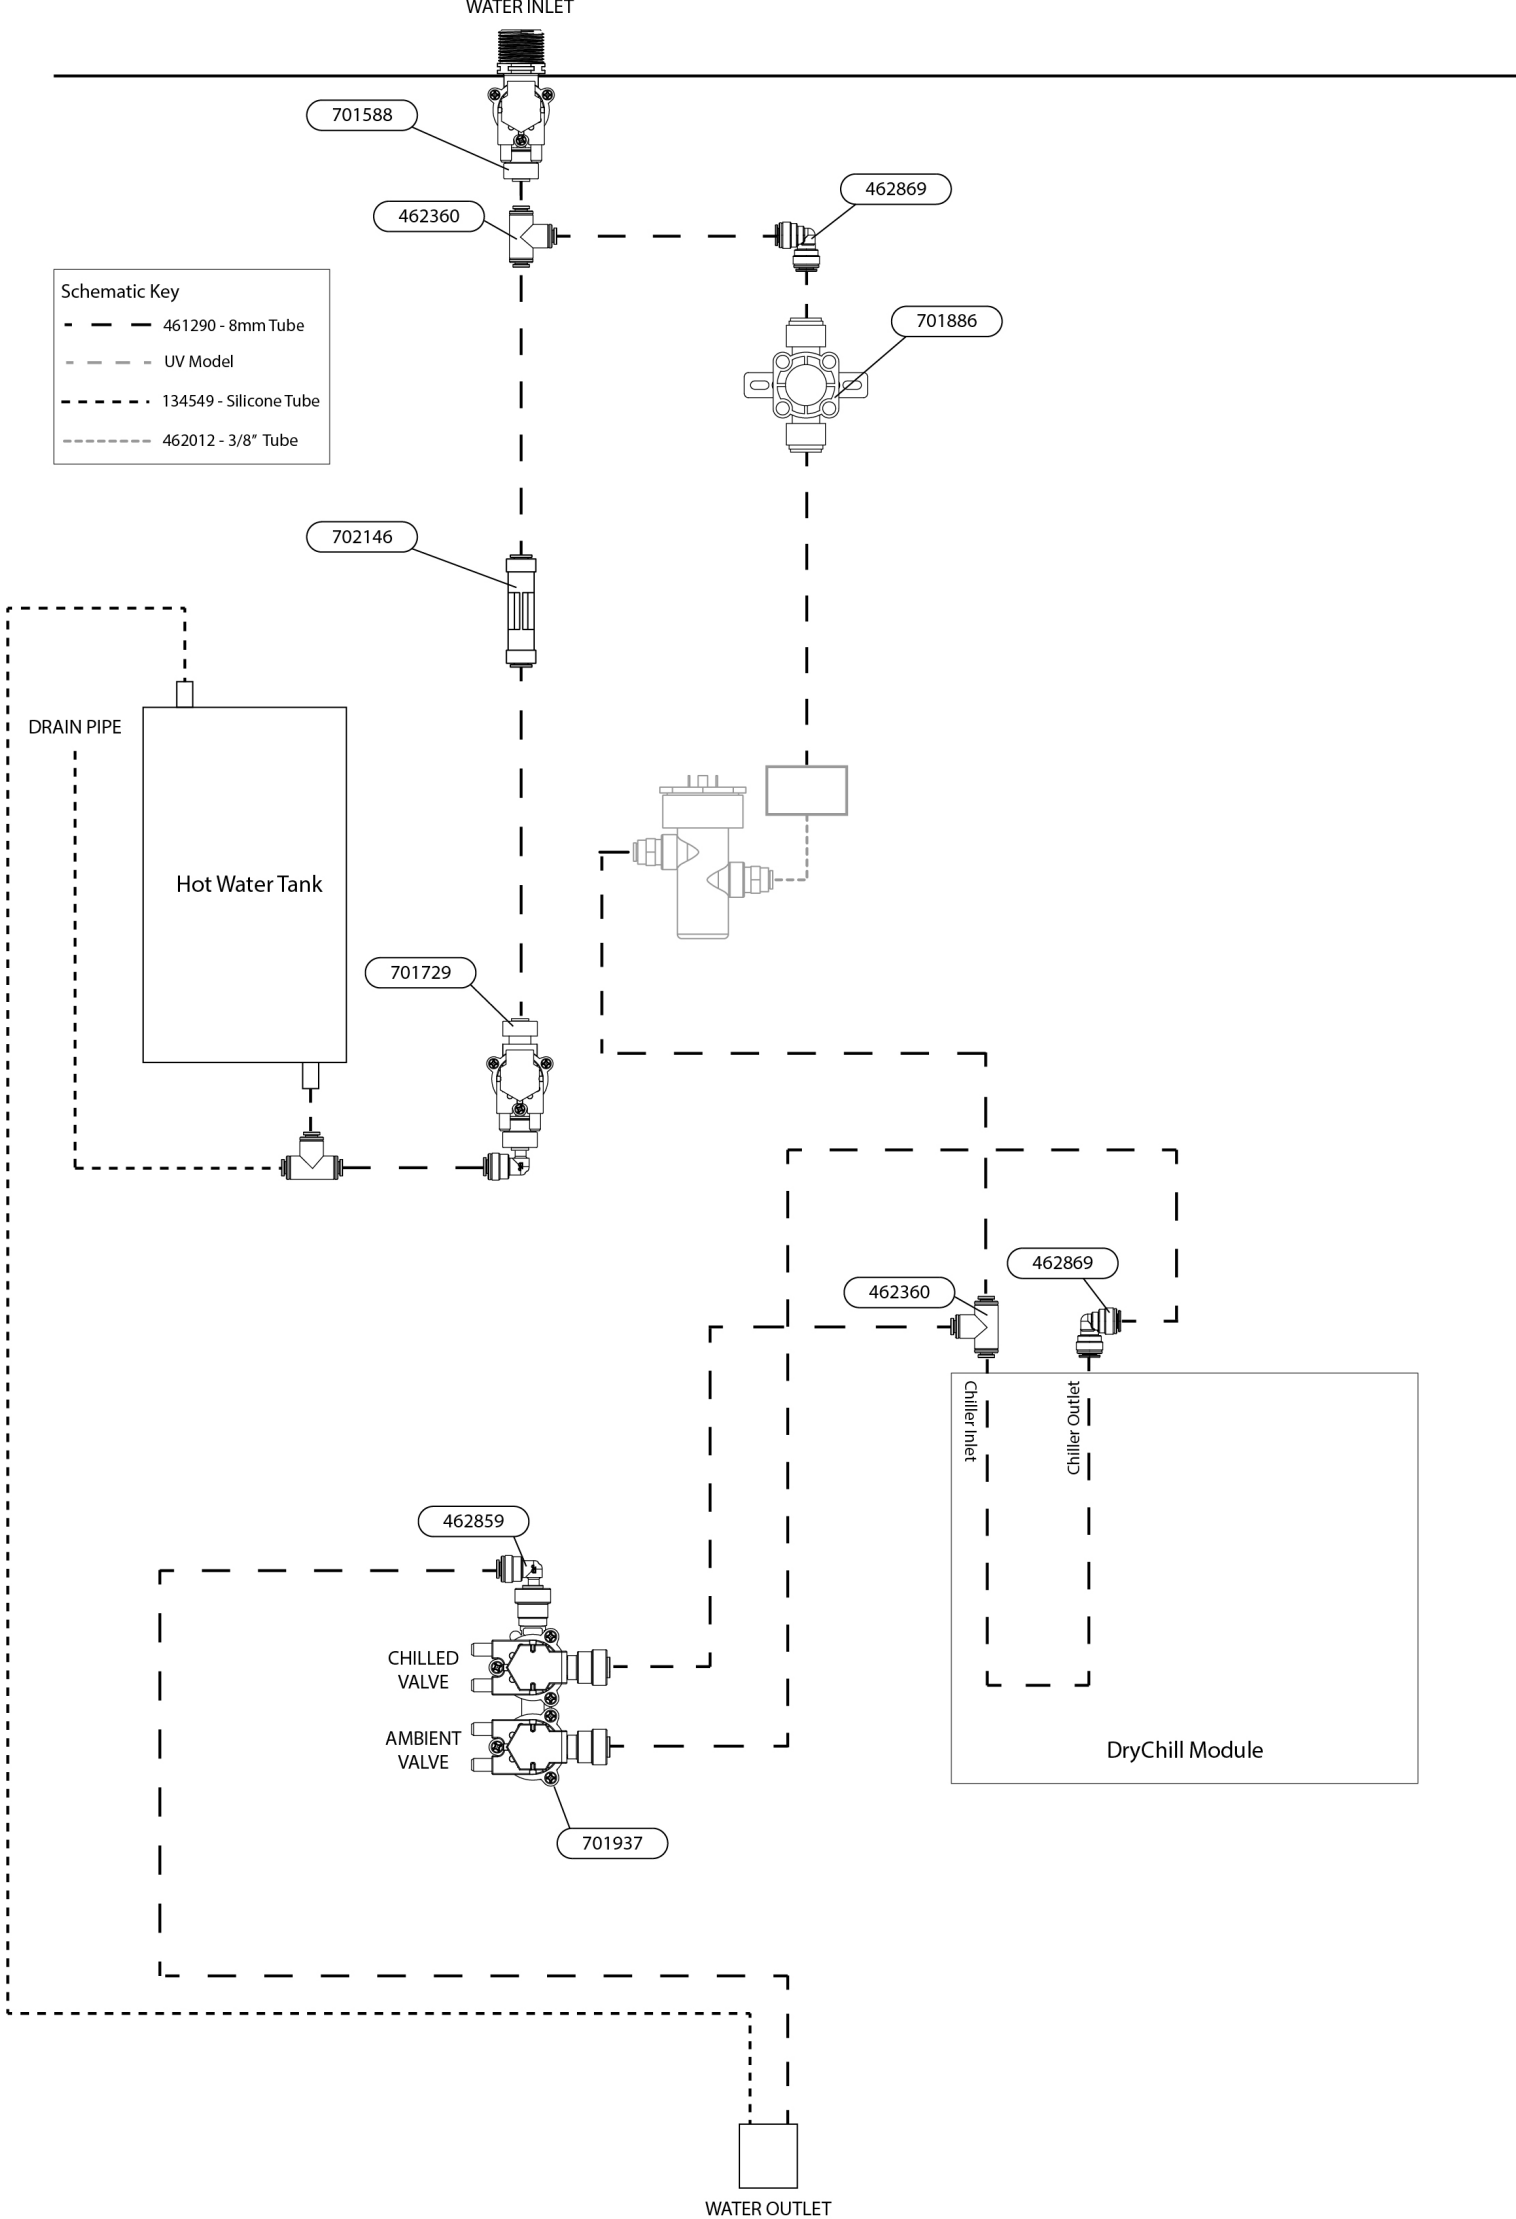 WATER INLET
701588
462869
462360
Schematic Key
461290 - 8mm Tube
UV Model
134549 - Silicone Tube
462012 - 3/8” Tube
701886
702146
DRAIN PIPE
Hot Water Tank
701729
462869
462360
Chiller Inlet
Chiller Outlet
462859
CHILLED
VALVE
AMBIENT
VALVE
DryChill Module
701937
WATER OUTLET